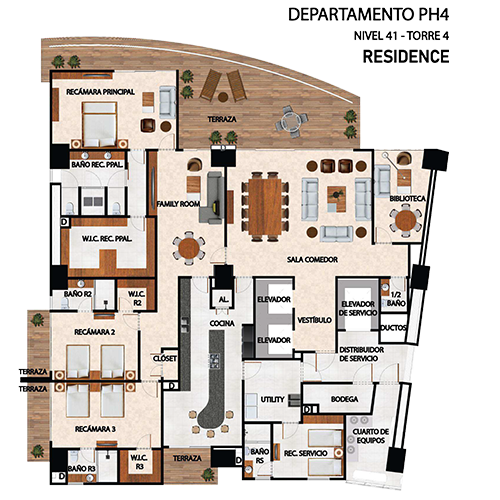 DEPARTAMENTO PH4
NIVEL 41 - TORRE 4
RESIDENCE
RECÁMARA PRINCIPAL
TERRAZA
BAÑO REC. PPAL.
FAMILY ROOM
BIBLIOTECA
D
W.I.C. REC. PPAL.
SALA COMEDOR
BAÑO R2
W.I.C.
R2
AL.
ELEVADOR
ELEVADOR
DE SERVICIO
1/2
BAÑO
D
VESTÍBULO
RECÁMARA 2
COCINA
DUCTOS
ELEVADOR
CLÓSET
DISTRIBUIDOR
DE SERVICIO
TERRAZA
TERRAZA
D
UTILITY
BODEGA
D
RECÁMARA 3
CUARTO DE
EQUIPOS
BAÑO R3
W.I.C.
R3
TERRAZA
BAÑO
RS
REC. SERVICIO
D
D